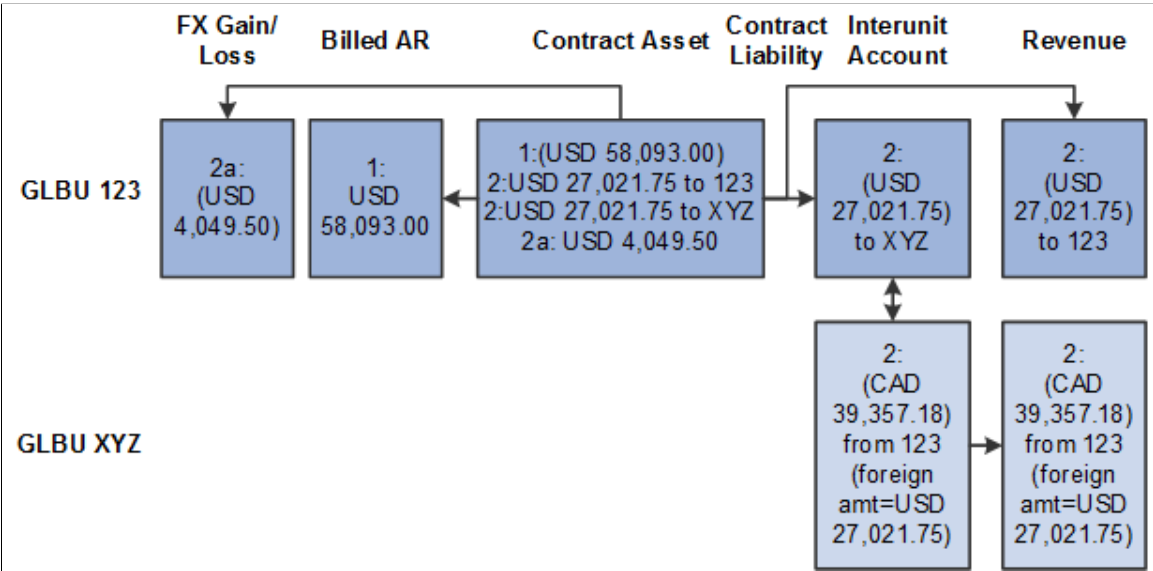 FX Gain/
Loss
Billed AR
Contract Asset
Contract
Liability
Interunit
Account
Revenue
GLBU 123
2a:
(USD
4,049.50)
1:
USD
58,093.00
1:(USD 58,093.00)
2:USD 27,021.75 to 123
2:USD 27,021.75 to XYZ
2a: USD 4,049.50
2:
(USD
27,021.75)
to XYZ
2:
(USD
27,021.75)
to 123
GLBU XYZ
2:
(CAD
39,357.18)
from 123
(foreign
amt=USD
27,021.75)
2:
(CAD
39,357.18)
from 123
(foreign
amt=USD
27,021.75)